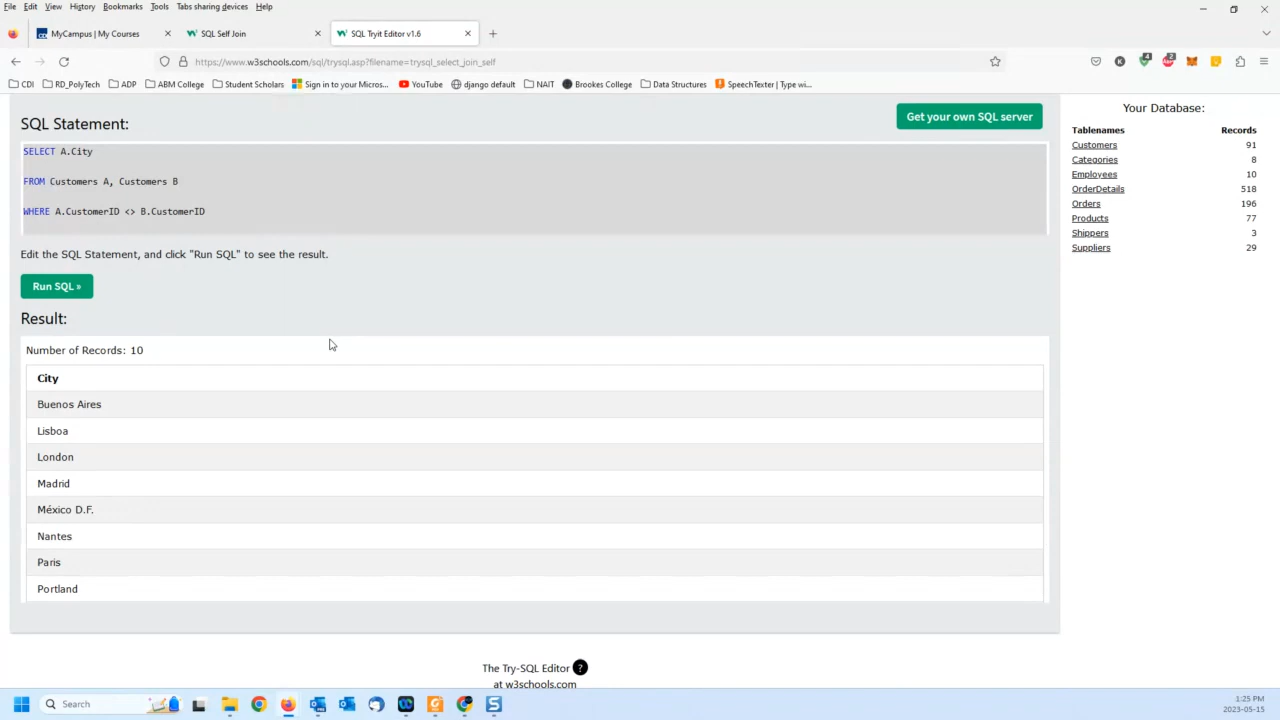 File Edit View History Bookmarks Tools Tabs sharing devices Help
MyCampus | My Courses
SQL Self Join
SQL Tryit Editor v1.6
https://www.w3schools.com/sql/trysql.asp?filename=trysql_select_join_self
4
2
CDI RD_PolyTech ADP ABM College Student Scholars Sign in to your Micros... YouTube django default NAIT Brookes College Data Structures SpeechTexter | Type wi...
SQL Statement:
Get your own SQL server
SELECT A.City
FROM Customers A, Customers B
WHERE A.CustomerID <> B.CustomerID
Edit the SQL Statement, and click "Run SQL" to see the result.
Run SQL »
Result:
Number of Records: 10
City
Buenos Aires
Lisboa
London
Madrid
México D.F.
Nantes
Paris
Portland
The Try-SQL Editor ?
at w3schools.com
Your Database:
Tablenames Records
Customers 91
Categories 8
Employees 10
OrderDetails 518
Orders 196
Products 77
Shippers 3
Suppliers 29
Search
1:25 PM
2023-05-15